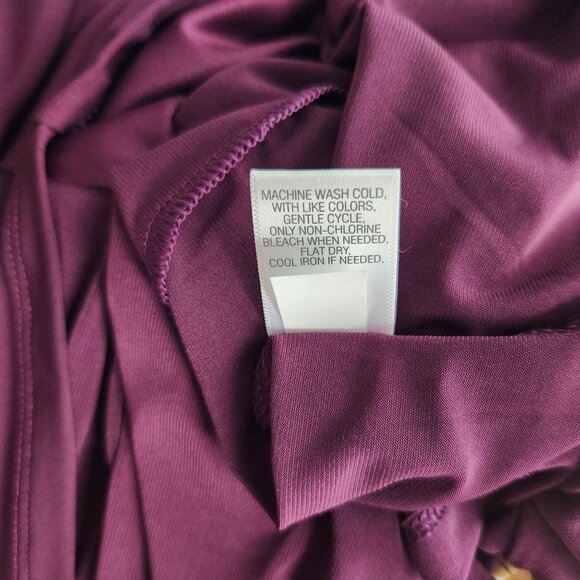 MACHINE WASH COLD,
WITH LIKE COLORS,
GENTLE CYCLE,
ONLY NON-CHLORINE
BLEACH WHEN NEEDED.
FLAT DRY.
COOL IRON IF NEEDED.